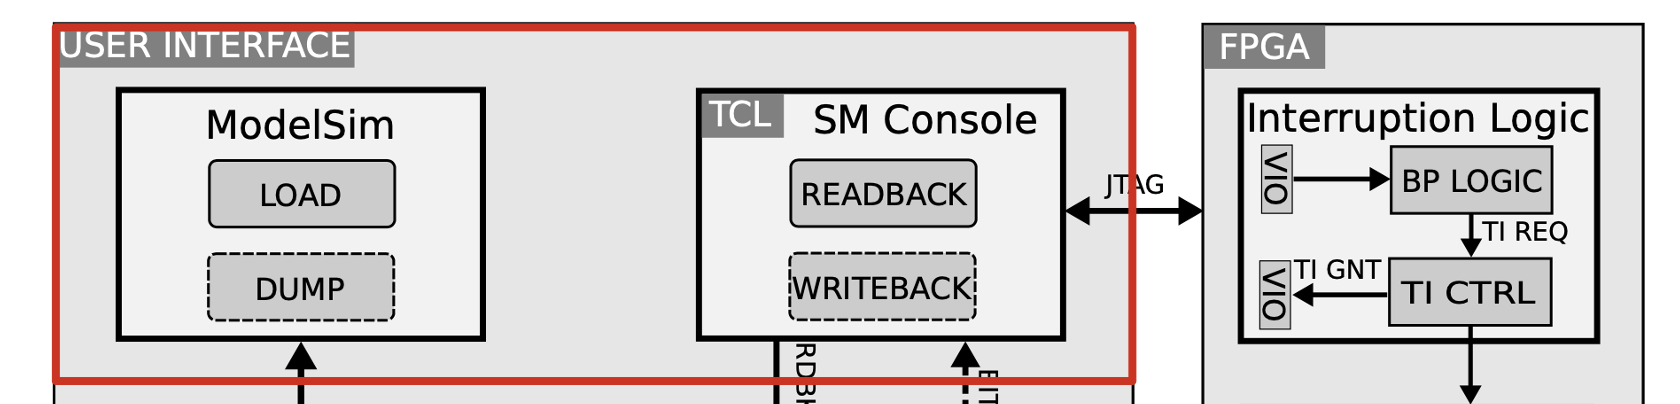 USER INTERFACE
ModelSim
LOAD
DUMP
TCL
SM Console
READBACK
WRITEBACK
JTAG
FPGA
Interruption Logic
VIO
BP LOGIC
TI REQ
VIO
TI GNT
TI CTRL